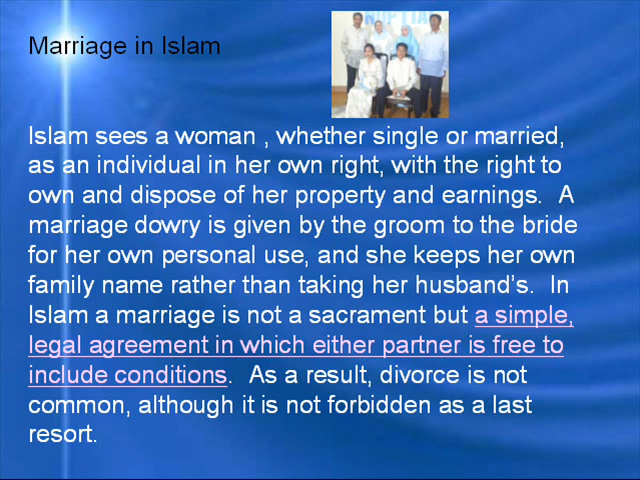 Marriage in Islam
Islam sees a woman , whether single or married,
as an individual in her own right, with the right to
own and dispose of her property and earnings.  A
marriage dowry is given by the groom to the bride
for her own personal use, and she keeps her own
family name rather than taking her husband's.  In
Islam a marriage is not a sacrament but a simple,
legal agreement in which either partner is free to
include conditions.  As a result, divorce is not
common, although it is not forbidden as a last
resort.